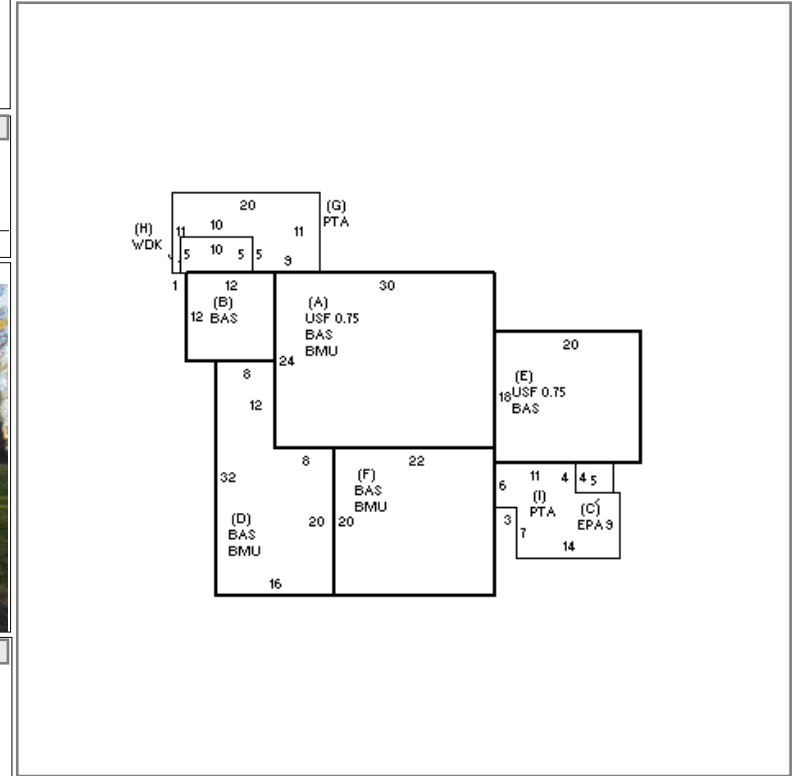 20
(G)
PTA
(H)
WDK
11
10
11
5
10
5
5
9
1
12
30
(B)
BAS
12
(A)
USF 0.75
BAS
BMU
24
20
8
12
(E)
USF 0.75
BAS
18
8
22
32
(F)
BAS
BMU
20
20
(D)
BAS
BMU
16
6
11
4
4
5
(I)
PTA
(C)
EPA 9
3
7
14